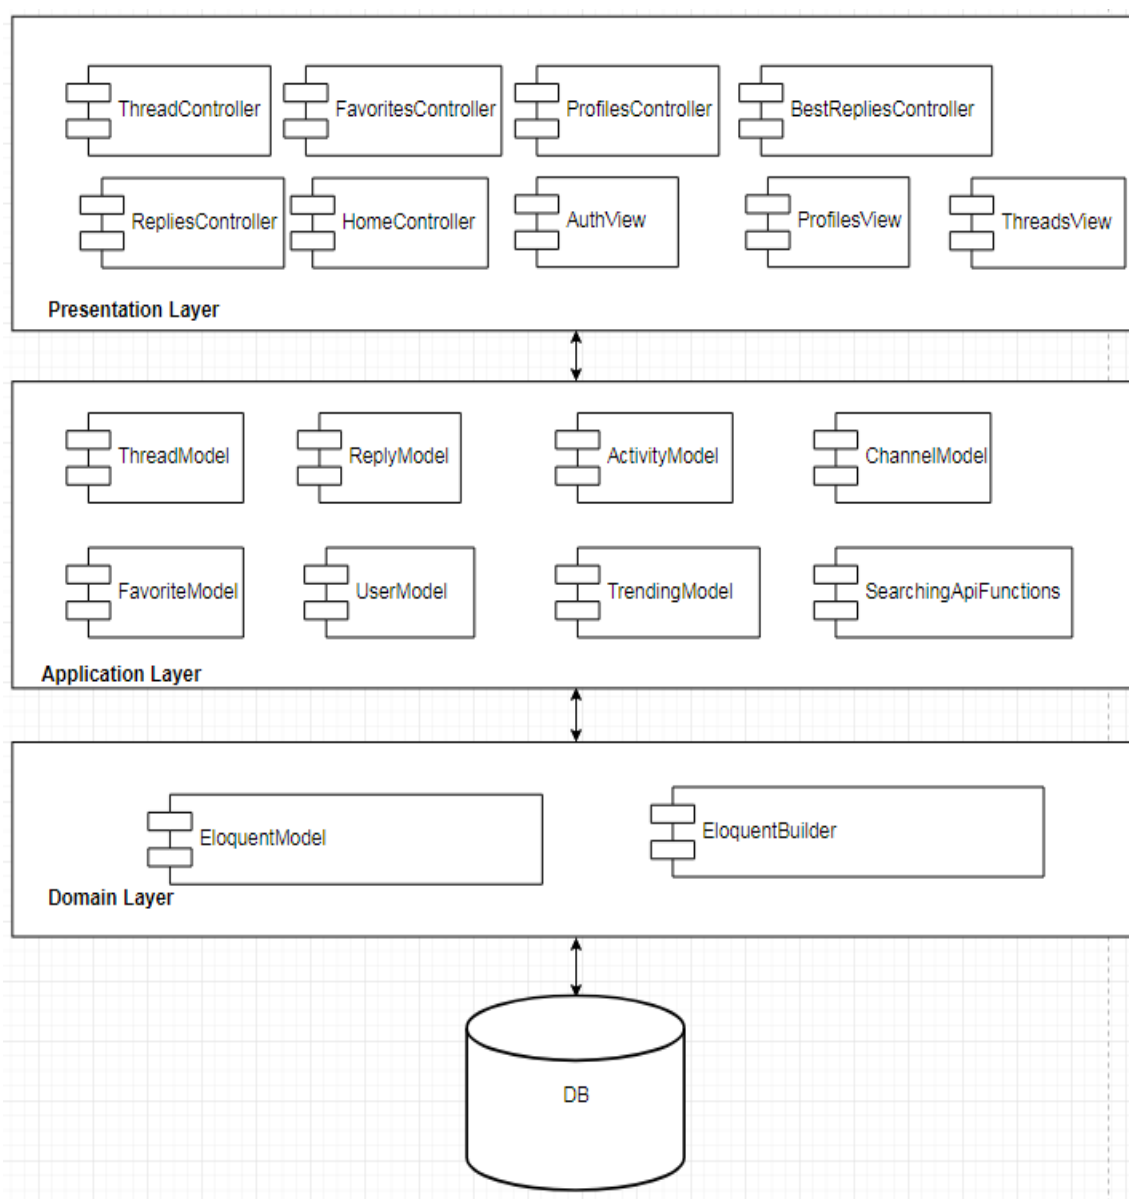 ThreadController
FavoritesController
ProfilesController
BestRepliesController
RepliesController
HomeController
AuthView
ProfilesView
ThreadsView
Presentation Layer
ThreadModel
ReplyModel
ActivityModel
ChannelModel
FavoriteModel
UserModel
TrendingModel
SearchingApiFunctions
Application Layer
EloquentModel
EloquentBuilder
Domain Layer
DB